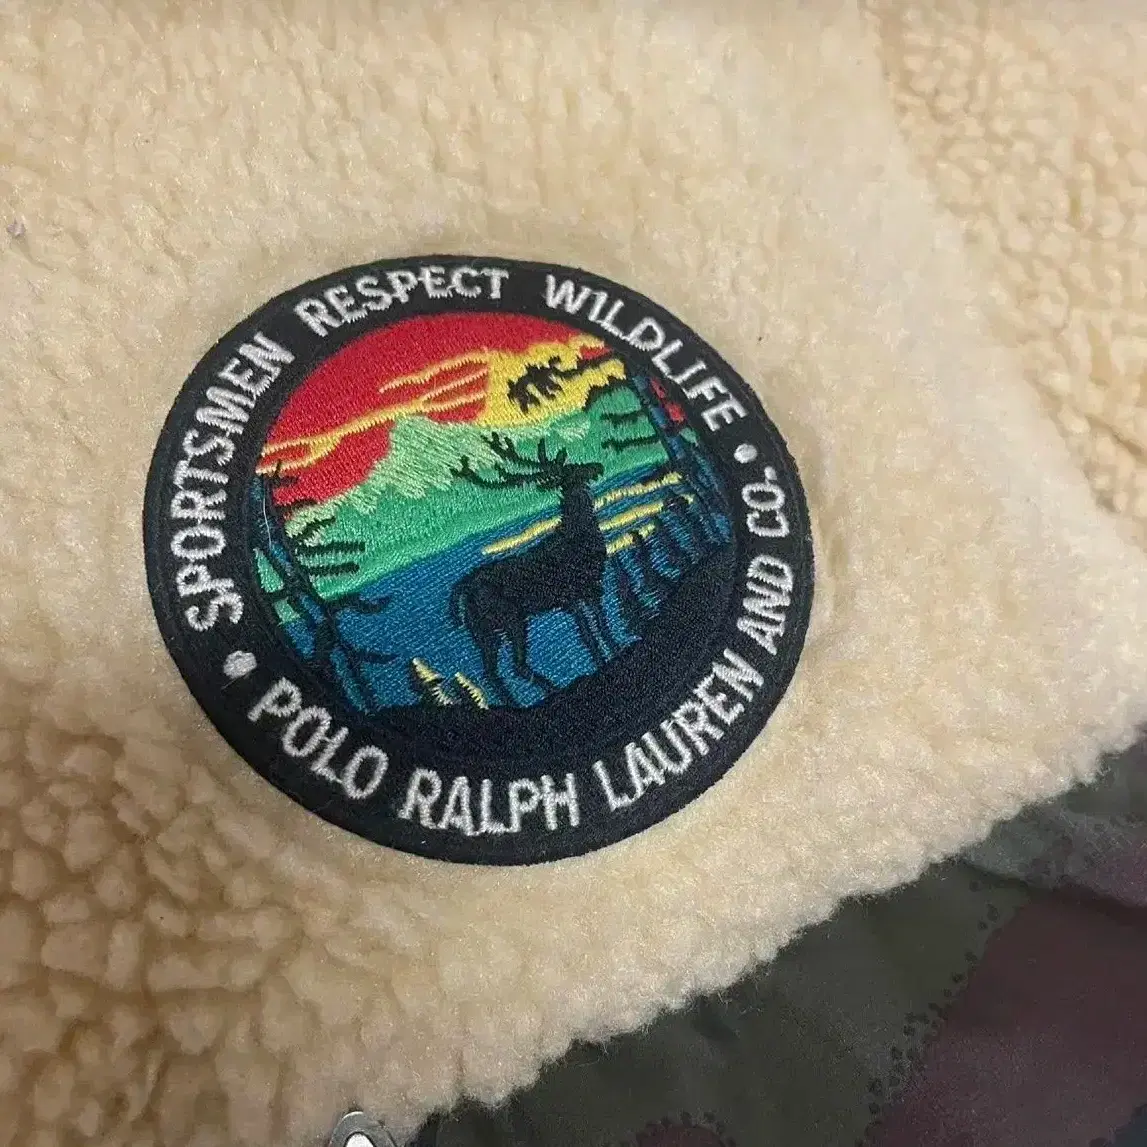 SPORTSMEN RESPECT WILDLIFE •
• POLO RALPH LAUREN AND CO.